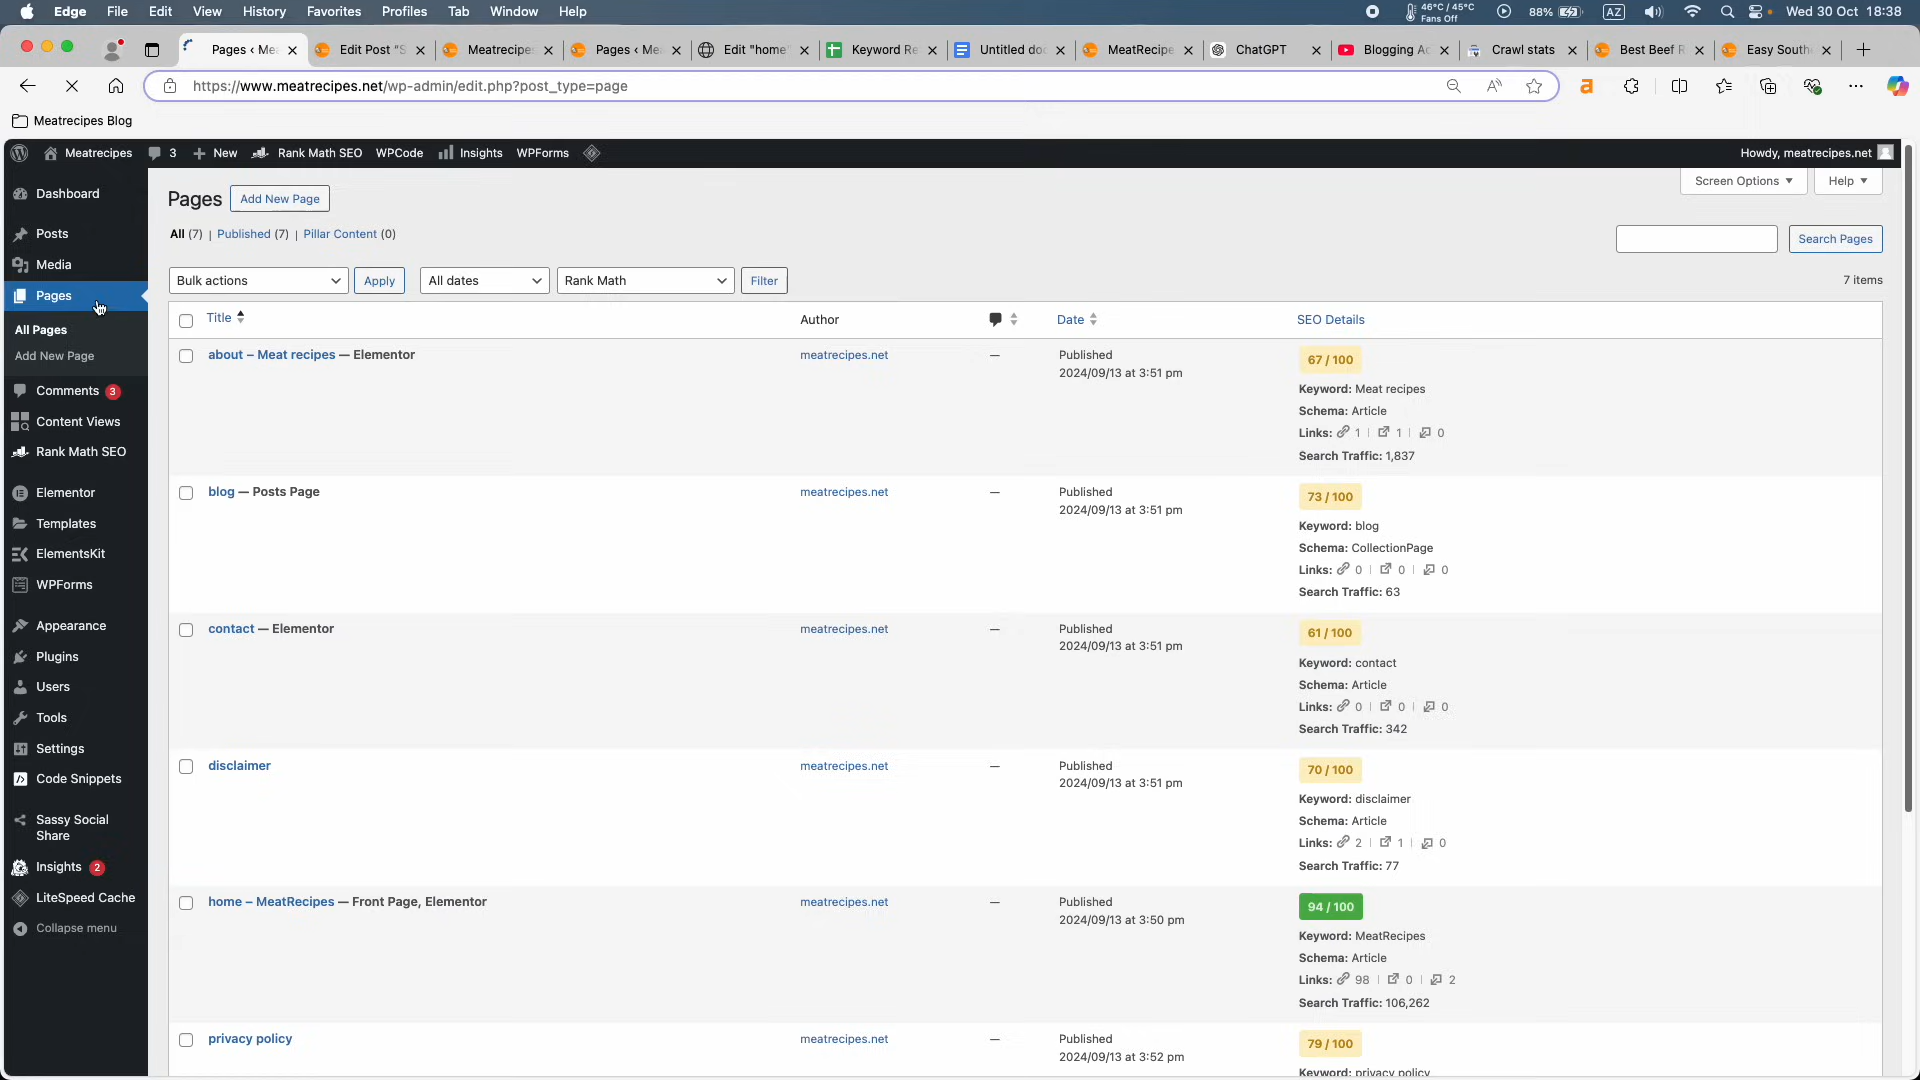 Edge File Edit View History Favorites Profiles Tab Window Help
46°C / 45°C
Fans Off
88% AZ Wed 30 Oct 18:38
Pages < Me
Edit Post "S
Meatrecipes
Pages < Me
Edit "home"
Keyword Re
Untitled doc
MeatRecipe
ChatGPT
Blogging A
Crawl stats
Best Beef R
Easy South
https://www.meatrecipes.net/wp-admin/edit.php?post_type=page
Meatrecipes Blog
Meatrecipes 3 New Rank Math SEO WPCode Insights WPForms
Howdy, meatrecipes.net
Dashboard
Posts
Media
Pages
All Pages
Add New Page
Comments 3
Content Views
Rank Math SEO
Elementor
Templates
ElementsKit
WPForms
Appearance
Plugins
Users
Tools
Settings
Code Snippets
Sassy Social
Share
Insights 2
LiteSpeed Cache
Collapse menu
Pages Add New Page
Screen Options Help
All (7) | Published (7) | Pillar Content (0)
Search Pages
Bulk actions Apply All dates Rank Math Filter
7 items
Title Author Date SEO Details
about – Meat recipes — Elementor
meatrecipes.net
—
Published
2024/09/13 at 3:51 pm
67 / 100
Keyword: Meat recipes
Schema: Article
Links: 1 | 1 | 0
Search Traffic: 1,837
blog — Posts Page
meatrecipes.net
—
Published
2024/09/13 at 3:51 pm
73 / 100
Keyword: blog
Schema: CollectionPage
Links: 0 | 0 | 0
Search Traffic: 63
contact — Elementor
meatrecipes.net
—
Published
2024/09/13 at 3:51 pm
61 / 100
Keyword: contact
Schema: Article
Links: 0 | 0 | 0
Search Traffic: 342
disclaimer
meatrecipes.net
—
Published
2024/09/13 at 3:51 pm
70 / 100
Keyword: disclaimer
Schema: Article
Links: 2 | 1 | 0
Search Traffic: 77
home – MeatRecipes — Front Page, Elementor
meatrecipes.net
—
Published
2024/09/13 at 3:50 pm
94 / 100
Keyword: MeatRecipes
Schema: Article
Links: 98 | 0 | 2
Search Traffic: 106,262
privacy policy
meatrecipes.net
—
Published
2024/09/13 at 3:52 pm
79 / 100
Keyword: privacy policy